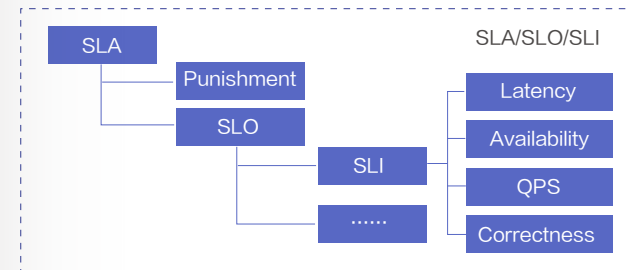 SLA/SLO/SLI
SLA
Punishment
SLO
SLI
......
Latency
Availability
QPS
Correctness